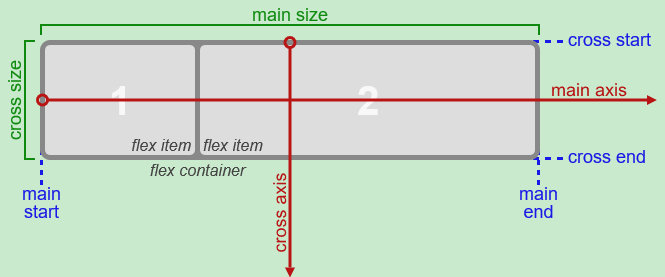 main size
cross start
cross size
1
2
main axis
flex item
flex item
cross end
flex container
cross axis
main
start
main
end